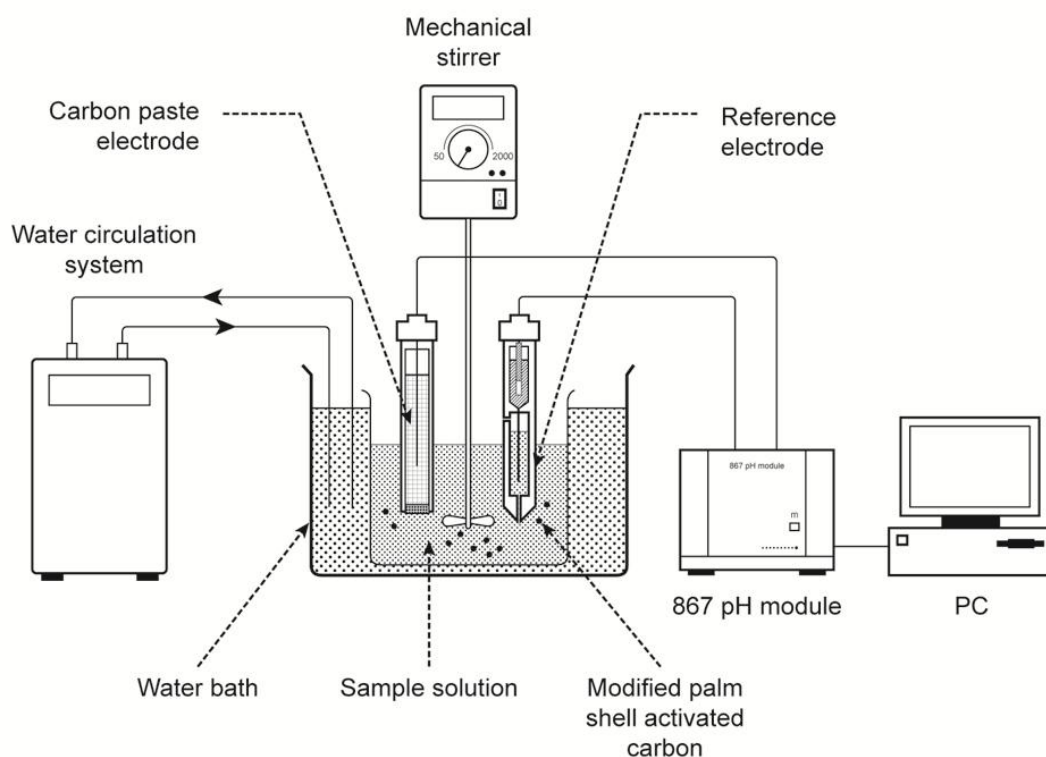 Mechanical
stirrer
Carbon paste
electrode
Reference
electrode
50
2000
Water circulation
system
867 pH module
m
867 pH module
PC
Water bath
Sample solution
Modified palm
shell activated
carbon